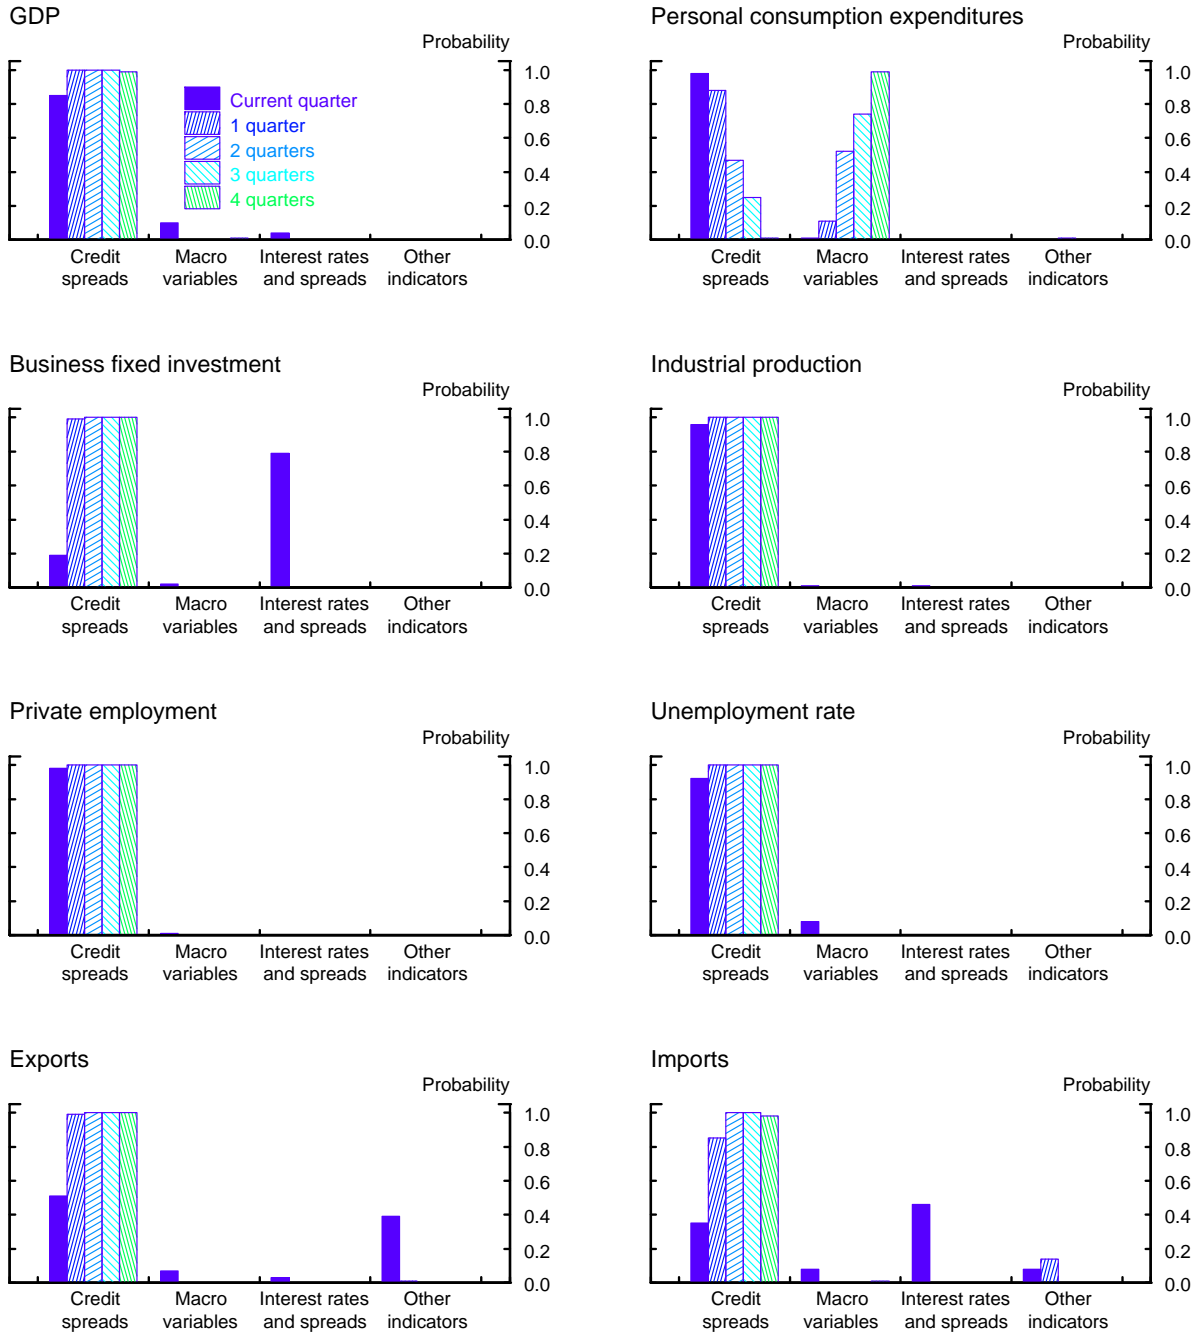 GDP
Probability
1.0
0.8
0.6
0.4
0.2
0.0
Current quarter
1 quarter
2 quarters
3 quarters
4 quarters
Credit spreads
Macro variables
Interest rates and spreads
Other indicators
Personal consumption expenditures
Probability
1.0
0.8
0.6
0.4
0.2
0.0
Credit spreads
Macro variables
Interest rates and spreads
Other indicators
Business fixed investment
Probability
1.0
0.8
0.6
0.4
0.2
0.0
Credit spreads
Macro variables
Interest rates and spreads
Other indicators
Industrial production
Probability
1.0
0.8
0.6
0.4
0.2
0.0
Credit spreads
Macro variables
Interest rates and spreads
Other indicators
Private employment
Probability
1.0
0.8
0.6
0.4
0.2
0.0
Credit spreads
Macro variables
Interest rates and spreads
Other indicators
Unemployment rate
Probability
1.0
0.8
0.6
0.4
0.2
0.0
Credit spreads
Macro variables
Interest rates and spreads
Other indicators
Exports
Probability
1.0
0.8
0.6
0.4
0.2
0.0
Credit spreads
Macro variables
Interest rates and spreads
Other indicators
Imports
Probability
1.0
0.8
0.6
0.4
0.2
0.0
Credit spreads
Macro variables
Interest rates and spreads
Other indicators